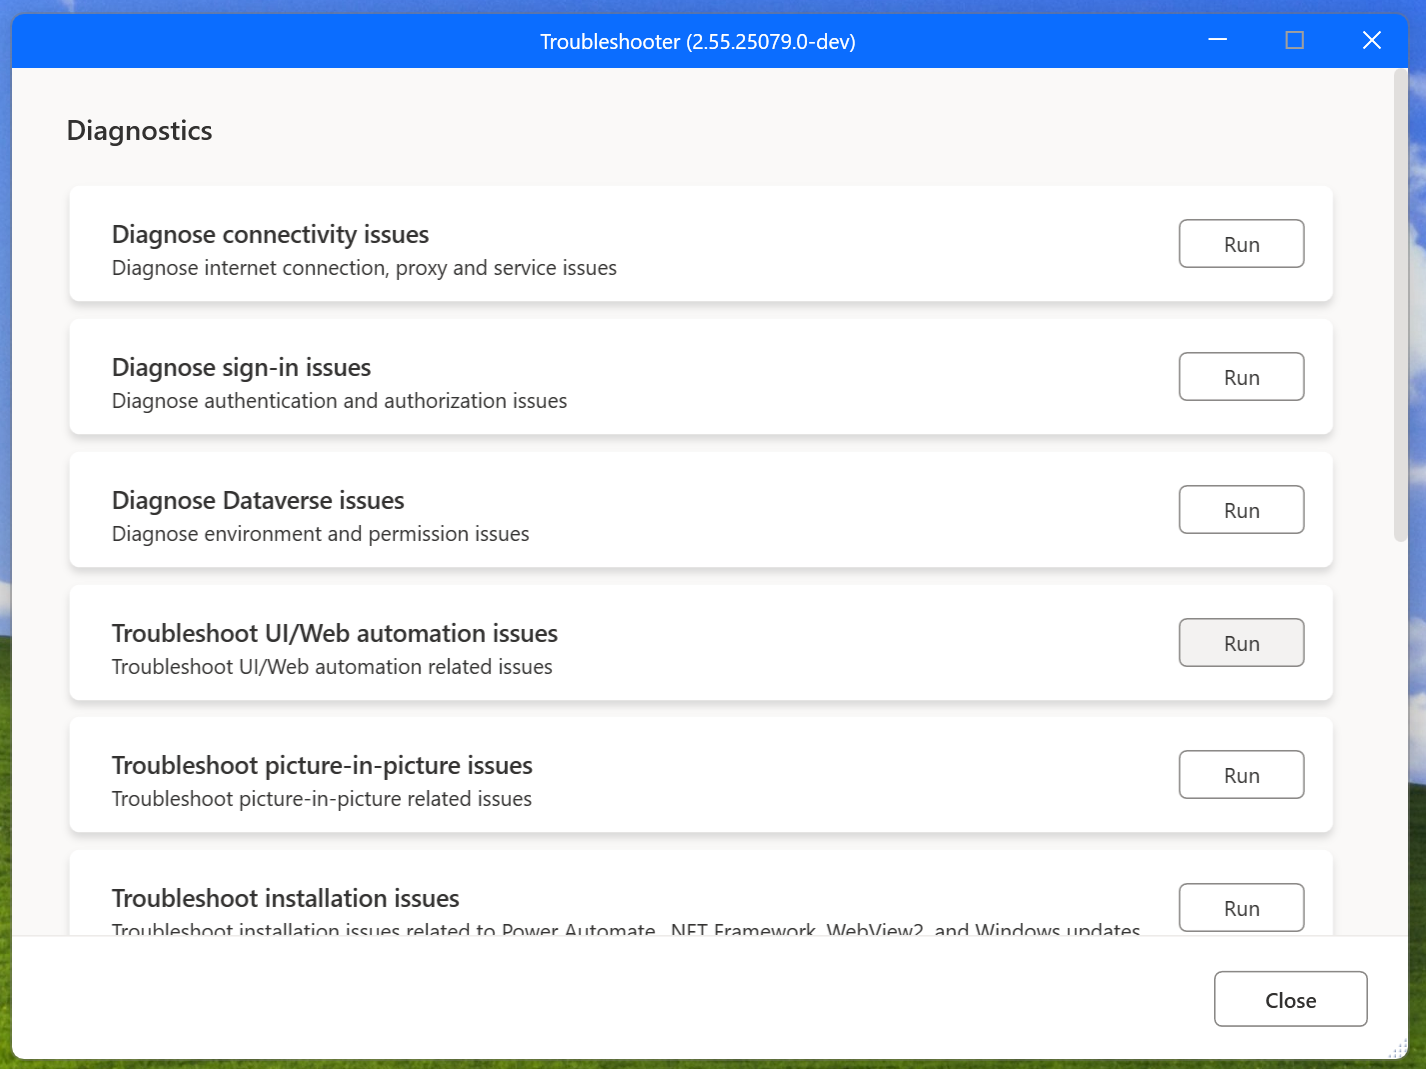 Troubleshooter (2.55.25079.0-dev)
Diagnostics
Diagnose connectivity issues
Diagnose internet connection, proxy and service issues
Run
Diagnose sign-in issues
Diagnose authentication and authorization issues
Run
Diagnose Dataverse issues
Diagnose environment and permission issues
Run
Troubleshoot UI/Web automation issues
Troubleshoot UI/Web automation related issues
Run
Troubleshoot picture-in-picture issues
Troubleshoot picture-in-picture related issues
Run
Troubleshoot installation issues
Troubleshoot installation issues related to Power Automate, .NET Framework, WebView2, and Windows updates
Run
Close